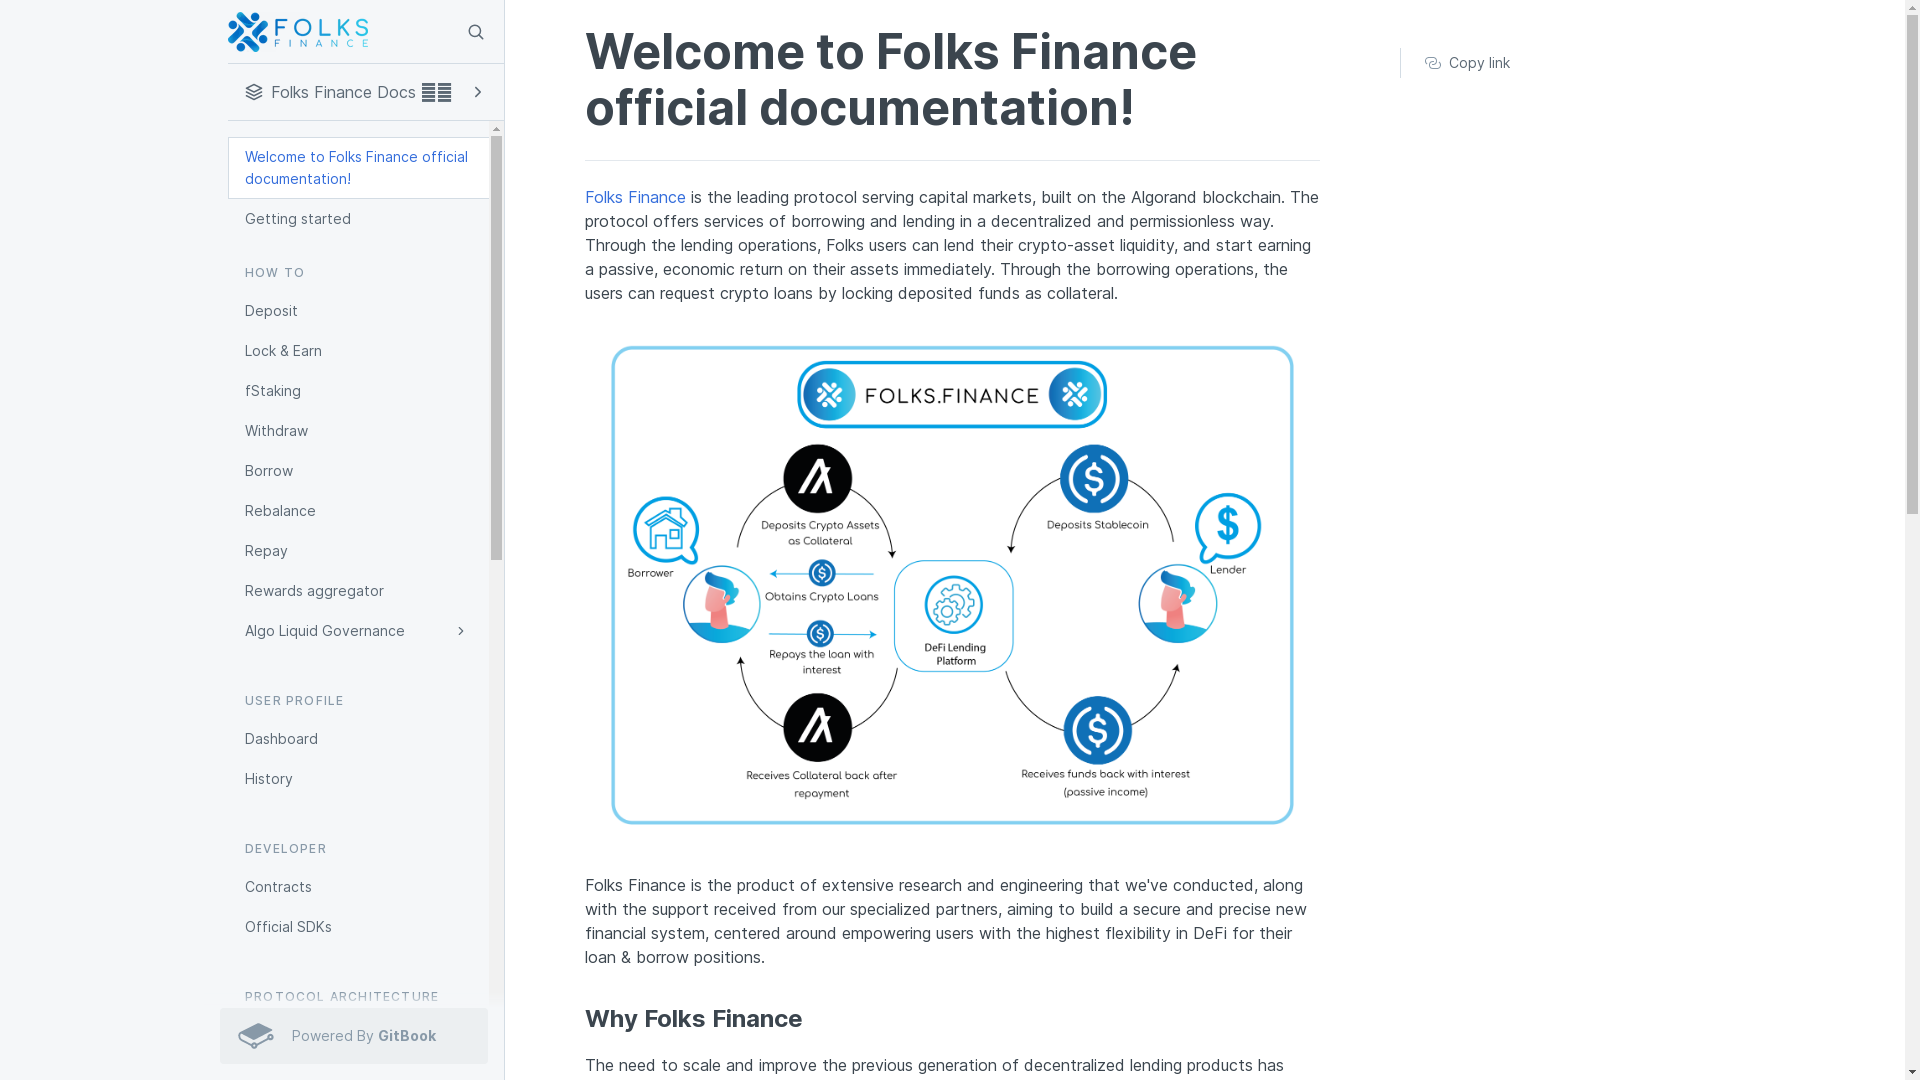 FOLKS
FINANCE
Folks Finance Docs
Welcome to Folks Finance official
documentation!
Getting started
HOW TO
Deposit
Lock & Earn
fStaking
Withdraw
Borrow
Rebalance
Repay
Rewards aggregator
Algo Liquid Governance
USER PROFILE
Dashboard
History
DEVELOPER
Contracts
Official SDKs
PROTOCOL ARCHITECTURE
Powered By GitBook
Welcome to Folks Finance
official documentation!
Copy link
Folks Finance is the leading protocol serving capital markets, built on the Algorand blockchain. The
protocol offers services of borrowing and lending in a decentralized and permissionless way.
Through the lending operations, Folks users can lend their crypto-asset liquidity, and start earning
a passive, economic return on their assets immediately. Through the borrowing operations, the
users can request crypto loans by locking deposited funds as collateral.
FOLKS.FINANCE
Deposits Crypto Assets
as Collateral
Deposits Stablecoin
Borrower
Lender
Obtains Crypto Loans
Repays the loan with
interest
DeFi Lending
Platform
Receives Collateral back after
repayment
Receives funds back with interest
(passive income)
Folks Finance is the product of extensive research and engineering that we've conducted, along
with the support received from our specialized partners, aiming to build a secure and precise new
financial system, centered around empowering users with the highest flexibility in DeFi for their
loan & borrow positions.
Why Folks Finance
The need to scale and improve the previous generation of decentralized lending products has